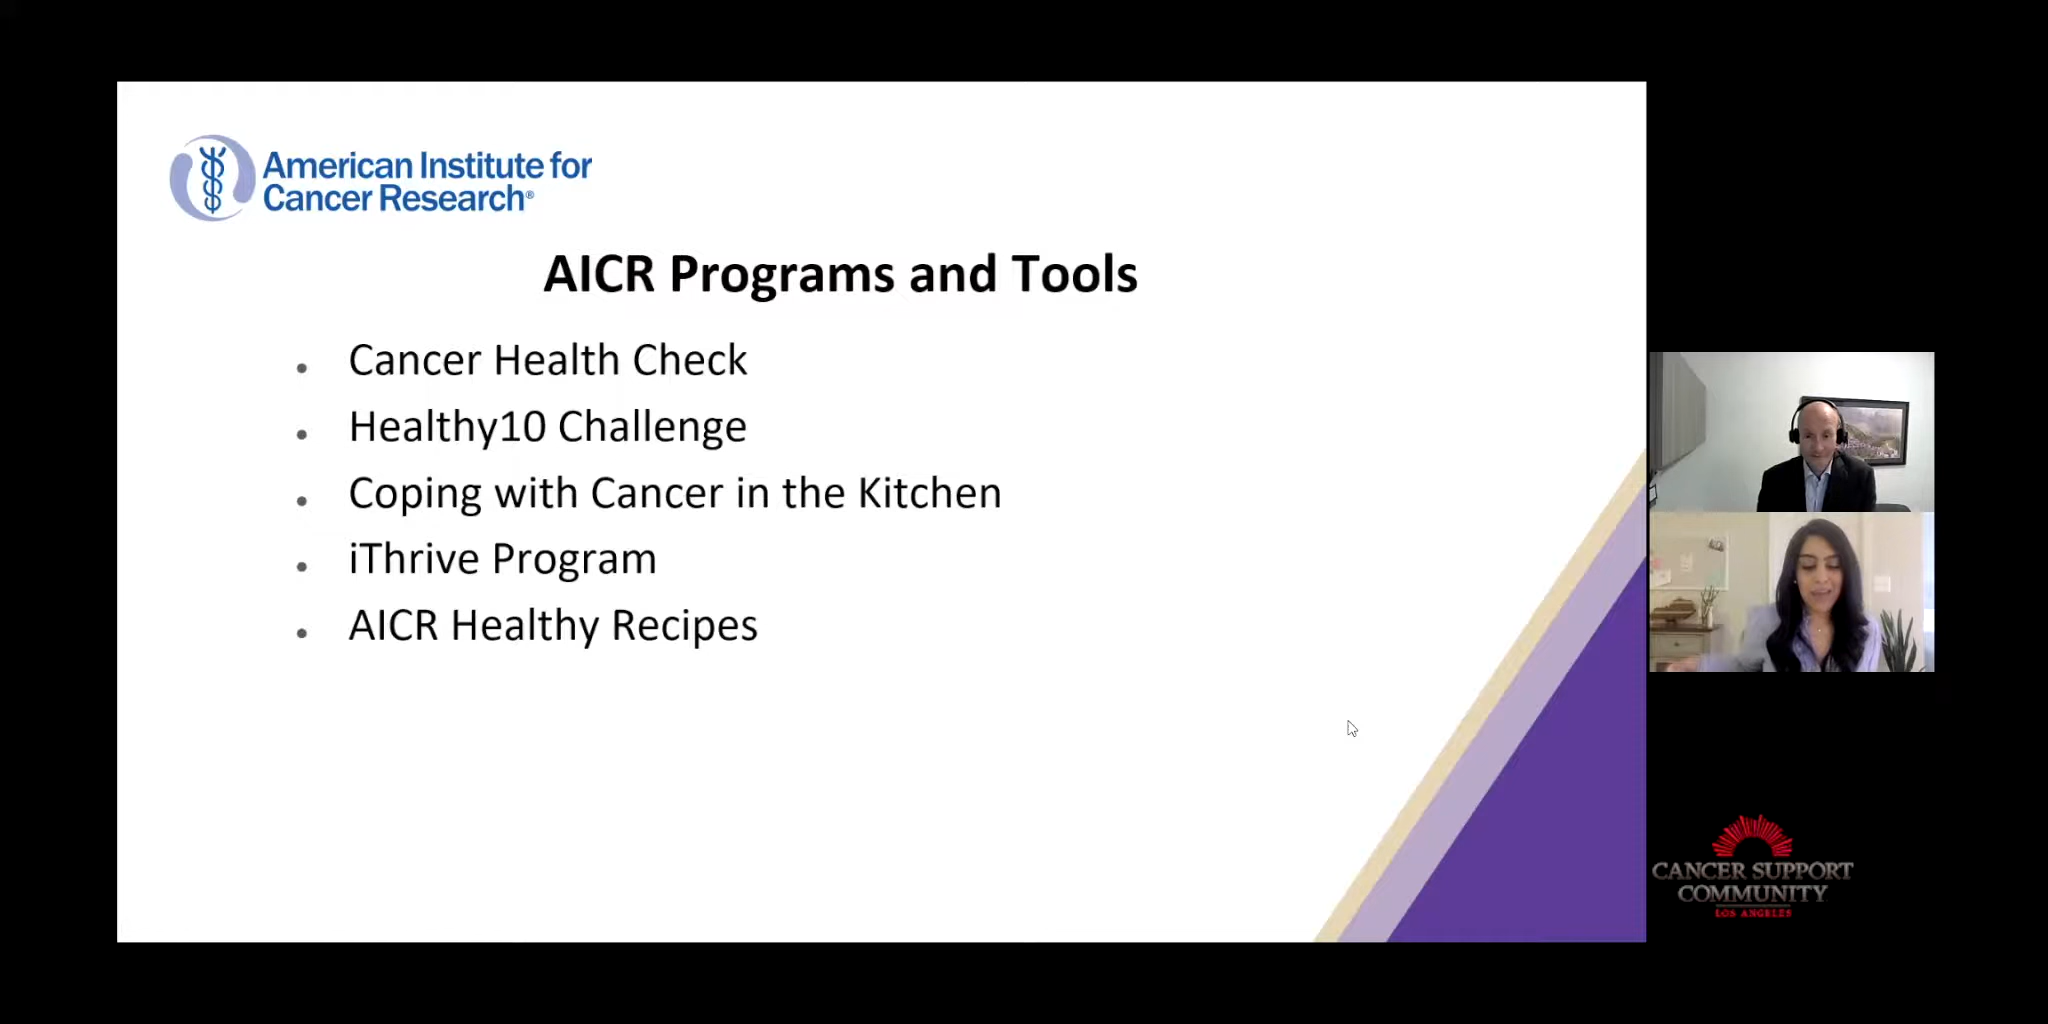 American Institute for
Cancer Research®
AICR Programs and Tools
• Cancer Health Check
• Healthy10 Challenge
• Coping with Cancer in the Kitchen
• iThrive Program
• AICR Healthy Recipes
CANCER SUPPORT
COMMUNITY
LOS ANGELES